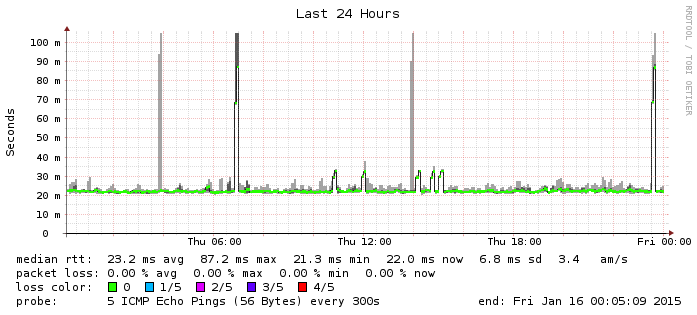 Last 24 Hours
RRDTOOL / TOBI OETIKER
Seconds
100 m
90 m
80 m
70 m
60 m
50 m
40 m
30 m
20 m
10 m
0
Thu 06:00 Thu 12:00 Thu 18:00 Fri 00:00
median rtt: 23.2 ms avg 87.2 ms max 21.3 ms min 22.0 ms now 6.8 ms sd 3.4 am/s
packet loss: 0.00 % avg 0.00 % max 0.00 % min 0.00 % now
loss color: 0 1/5 2/5 3/5 4/5
probe: 5 ICMP Echo Pings (56 Bytes) every 300s end: Fri Jan 16 00:05:09 2015